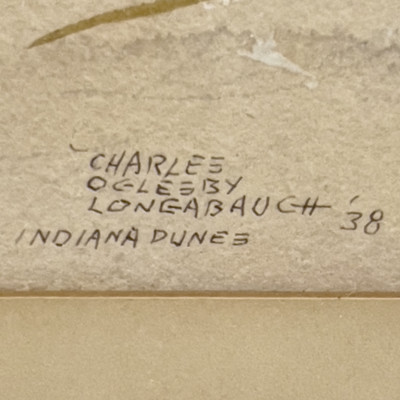 CHARLES
OGLESBY
LONGABAUGH '38
INDIANA DUNES